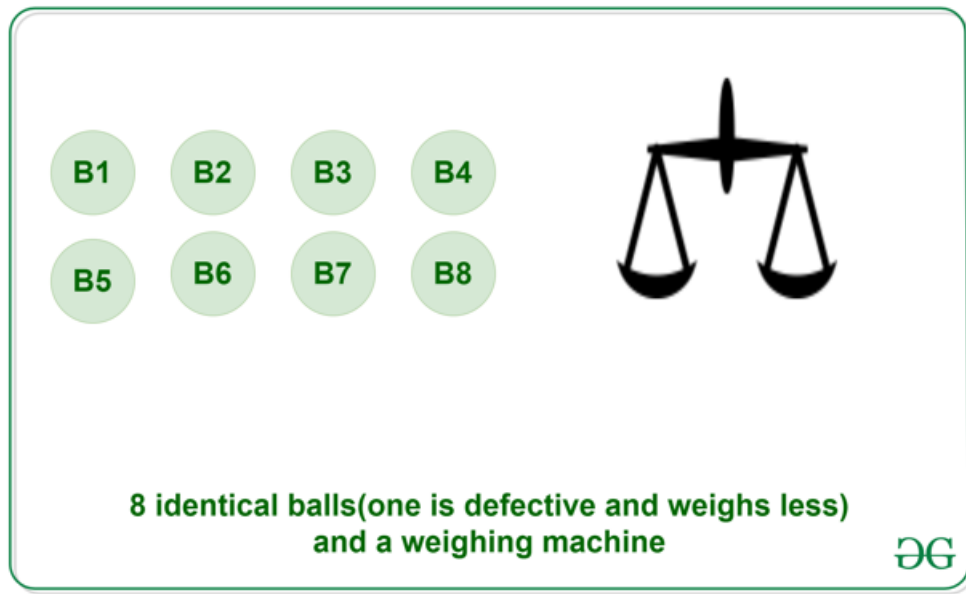 B1 B2 B3 B4
B5 B6 B7 B8
8 identical balls(one is defective and weighs less)
and a weighing machine